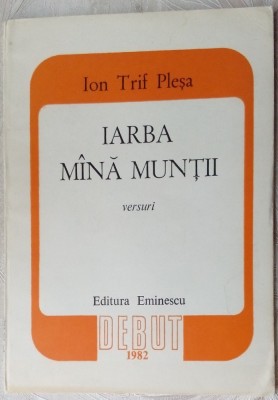 Ion Trif Pleșa
IARBA
MÎNĂ MUNȚII
versuri
Editura Eminescu
DEBUT
1982